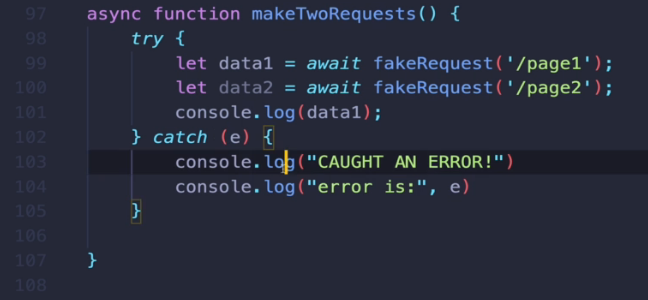 97 async function makeTwoRequests() {
98 try {
99 let data1 = await fakeRequest('/page1');
100 let data2 = await fakeRequest('/page2');
101 console.log(data1);
102 } catch (e) {
103 console.log("CAUGHT AN ERROR!")
104 console.log("error is:", e)
105 }
106
107 }
108